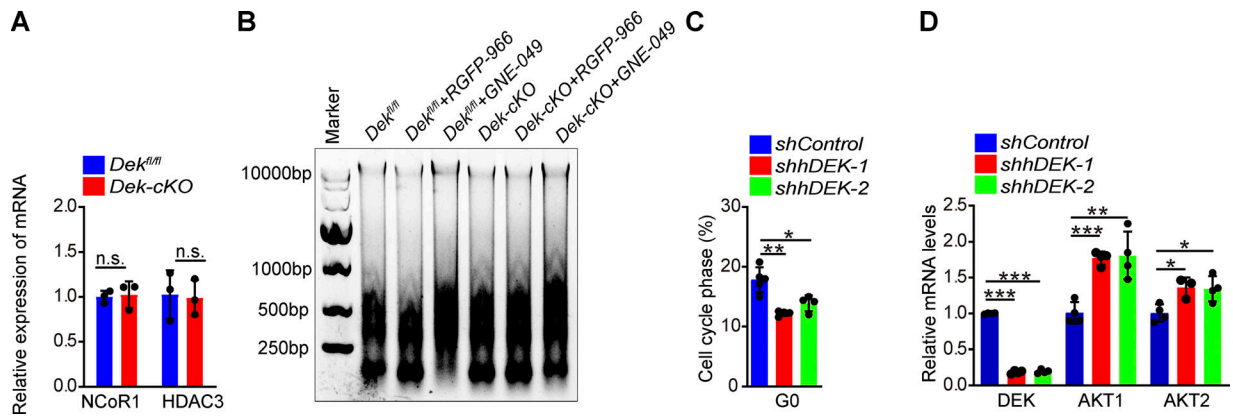 A
Dek^fl/fl
Dek-cKO
Relative expression of mRNA
2.0
1.5
1.0
0.5
0.0
n.s.
n.s.
NCoR1
HDAC3
B
Marker
Dek^fl/fl
Dek^fl/fl+RGFP-966
Dek^fl/fl+GNE-049
Dek-cKO
Dek-cKO+RGFP-966
Dek-cKO+GNE-049
10000bp
1000bp
500bp
250bp
C
shControl
shhDEK-1
shhDEK-2
Cell cycle phase (%)
30
20
10
0
*
**
G0
D
shControl
shhDEK-1
shhDEK-2
Relative mRNA levels
2.5
2.0
1.5
1.0
0.5
0.0
***
***
**
***
*
*
DEK
AKT1
AKT2